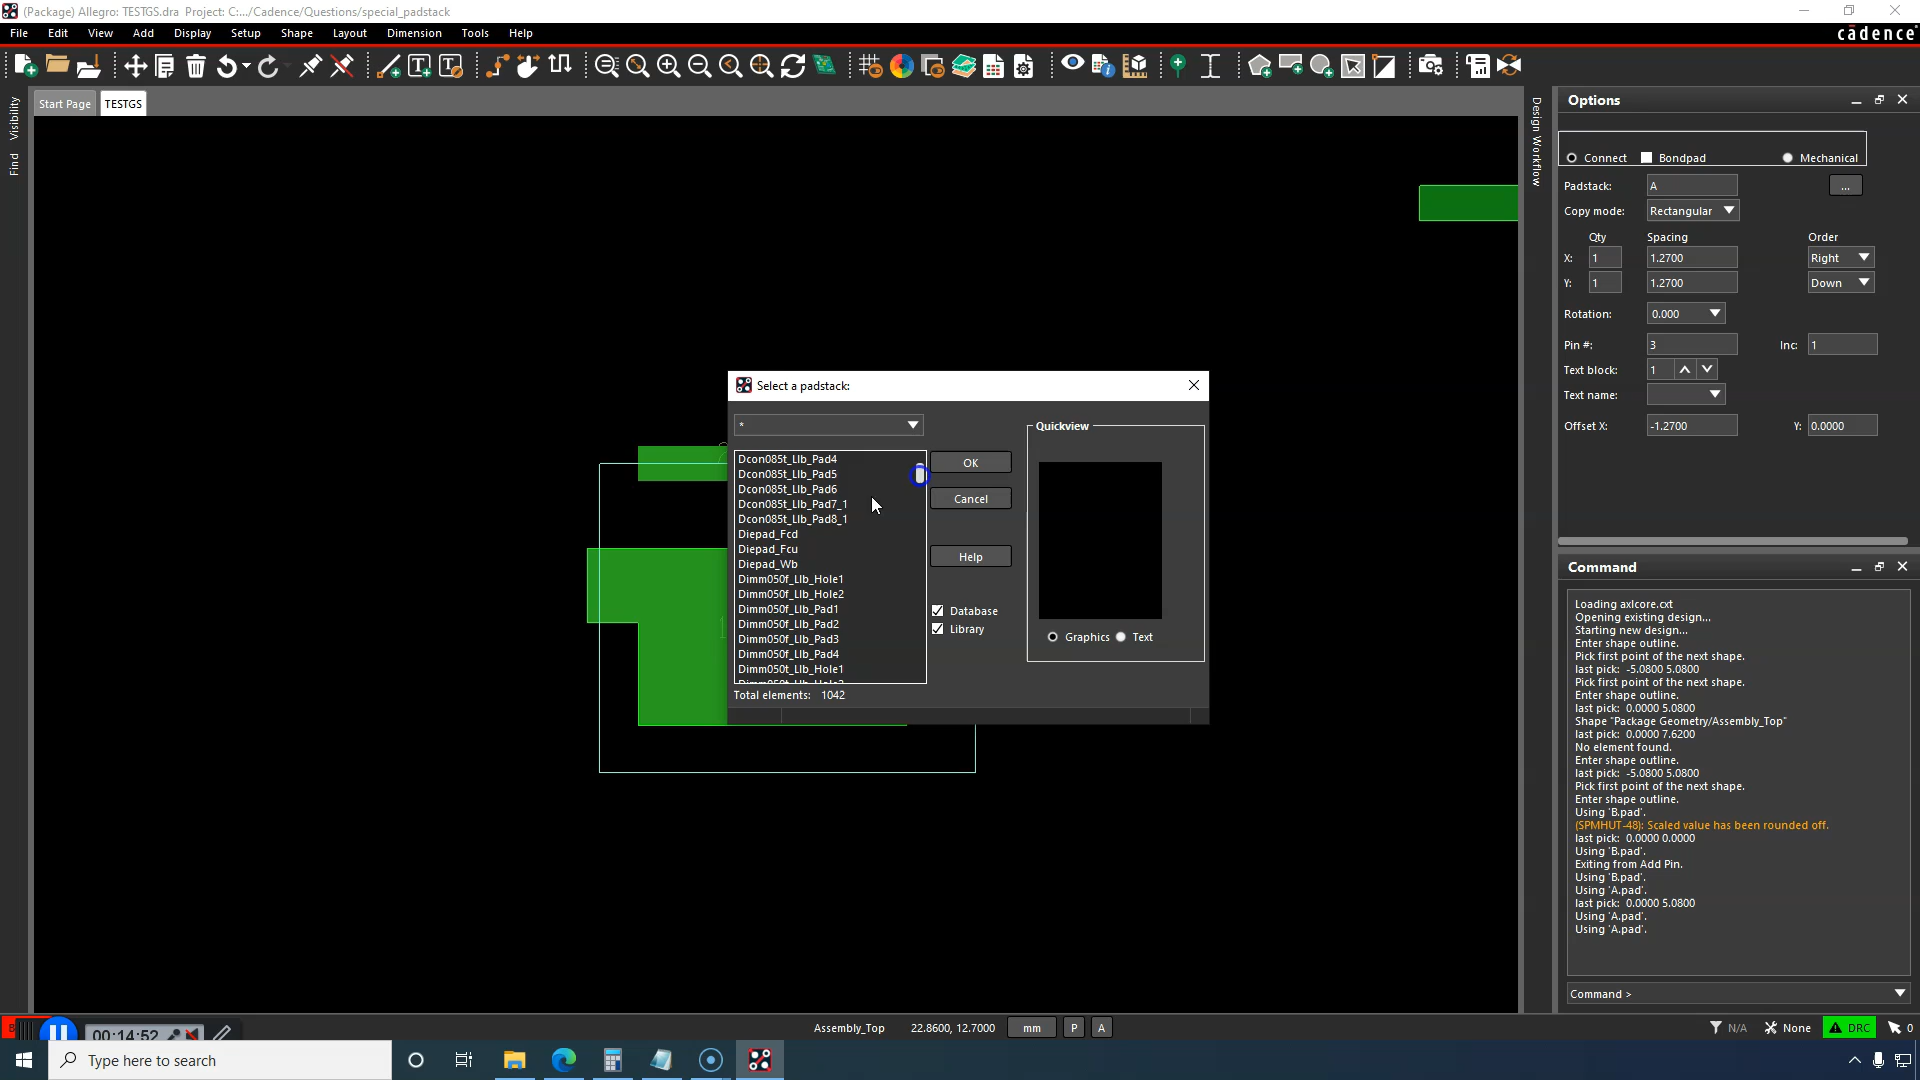 (Package) Allegro: TESTGS.dra  Project: C:.../Cadence/Questions/special_padstack
File Edit View Add Display Setup Shape Layout Dimension Tools Help
cadence
Start Page TESTGS
Visibility
Find
Design Workflow
Options
Connect Bondpad Mechanical
Padstack: A ...
Copy mode: Rectangular
Qty Spacing Order
X: 1 1.2700 Right
Y: 1 1.2700 Down
Rotation: 0.000
Pin #: 3 Inc: 1
Text block: 1
Text name:
Offset X: -1.2700 Y: 0.0000
Select a padstack:
*
Dcon085t_Llb_Pad4
Dcon085t_Llb_Pad5
Dcon085t_Llb_Pad6
Dcon085t_Llb_Pad7_1
Dcon085t_Llb_Pad8_1
Diepad_Fcd
Diepad_Fcu
Diepad_Wb
Dimm050f_Llb_Hole1
Dimm050f_Llb_Hole2
Dimm050f_Llb_Pad1
Dimm050f_Llb_Pad2
Dimm050f_Llb_Pad3
Dimm050f_Llb_Pad4
Dimm050t_Llb_Hole1
Total elements: 1042
OK
Cancel
Help
Database
Library
Quickview
Graphics Text
Command
Loading axlcore.cxt
Opening existing design...
Starting new design...
Enter shape outline.
Pick first point of the next shape.
last pick:  -5.0800 5.0800
Pick first point of the next shape.
Enter shape outline.
last pick:  0.0000 5.0800
Shape "Package Geometry/Assembly_Top"
last pick:  0.0000 7.6200
No element found.
Enter shape outline.
last pick:  -5.0800 5.0800
Pick first point of the next shape.
Enter shape outline.
Using 'B.pad'.
(SPMHUT-48): Scaled value has been rounded off.
last pick:  0.0000 0.0000
Using 'B.pad'.
Exiting from Add Pin.
Using 'B.pad'.
Using 'A.pad'.
last pick:  0.0000 5.0800
Using 'A.pad'.
Using 'A.pad'.
Command >
00:14:52
Assembly_Top 22.8600, 12.7000 mm P A
N/A None DRC 0
Type here to search